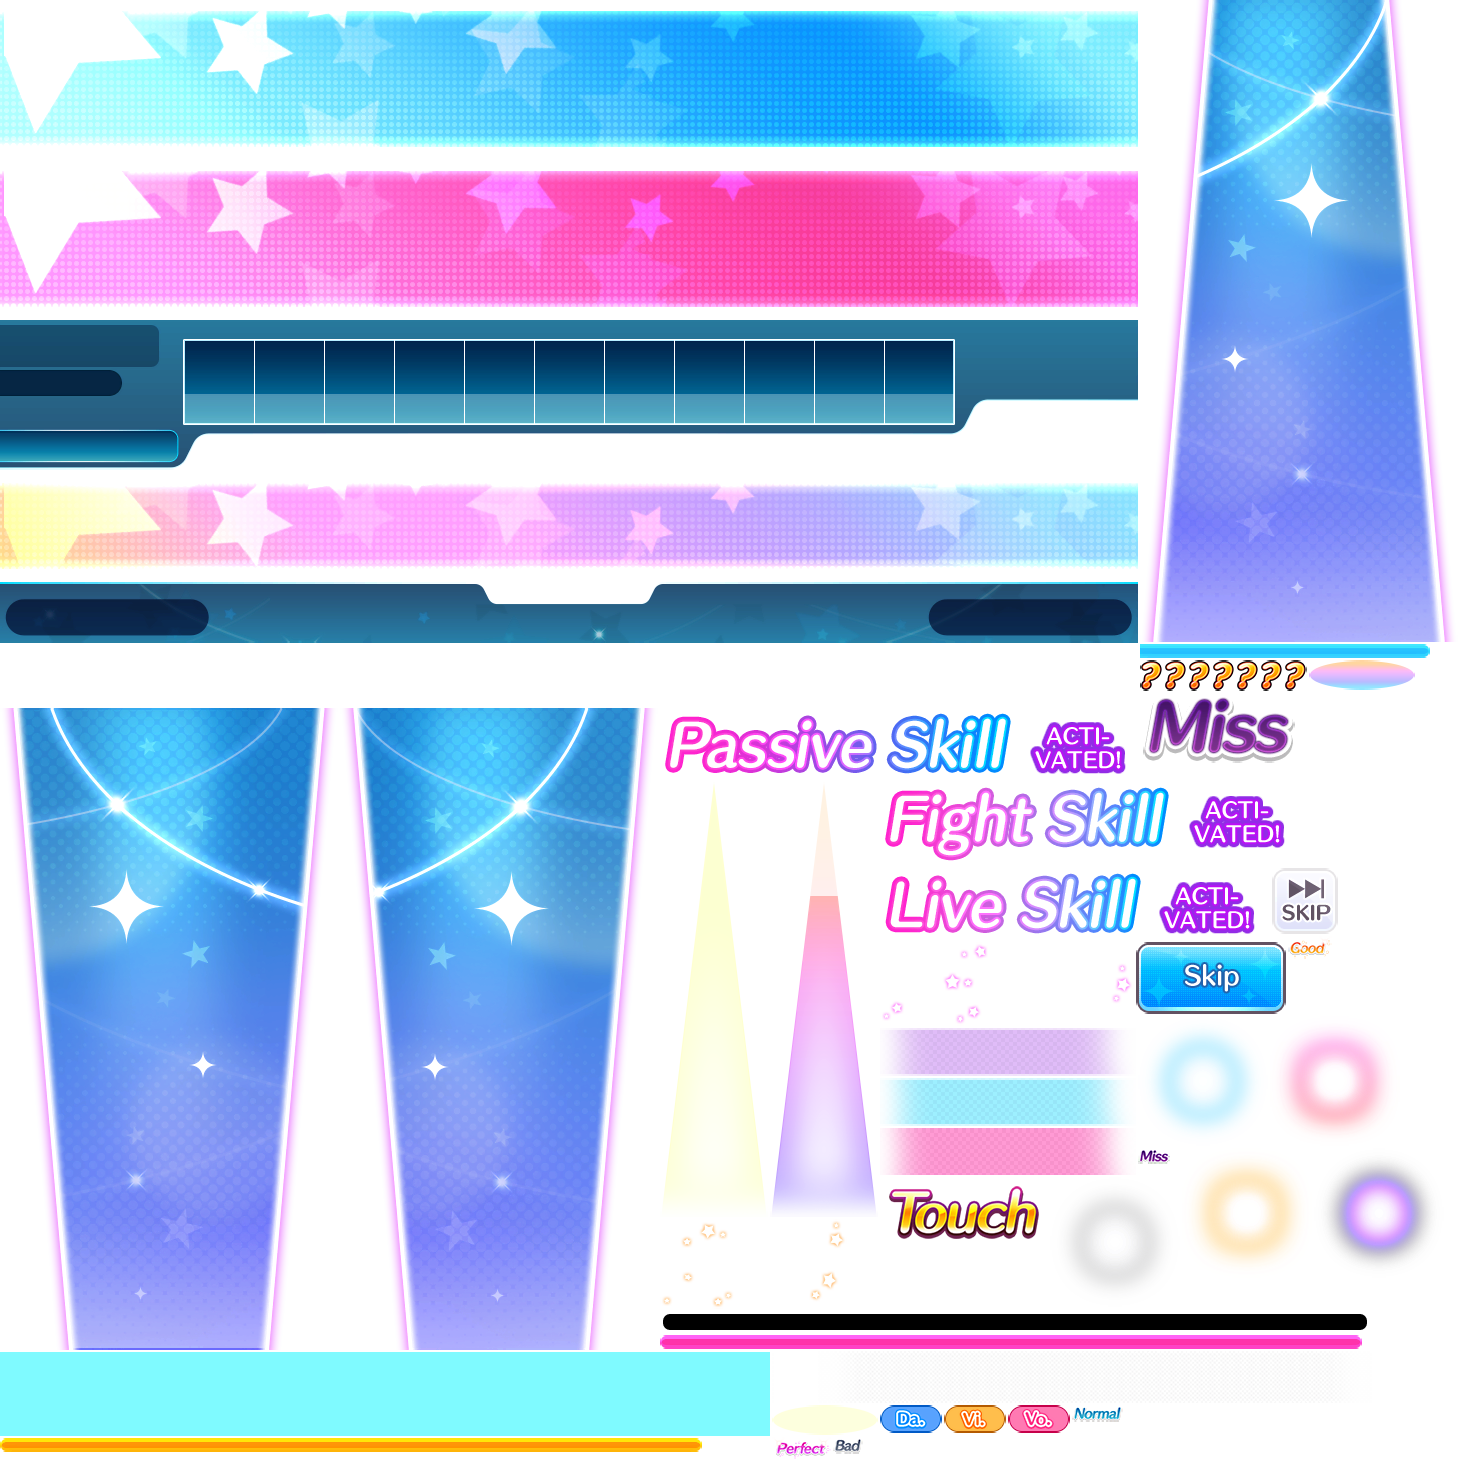 ???????
Miss
Passive Skill
ACTI-
VATED!
Fight Skill
ACTI-
VATED!
Live Skill
ACTI-
VATED!
SKIP
Good
Skip
Miss
Touch
Da.
Vi.
Vo.
Normal
Perfect
Bad